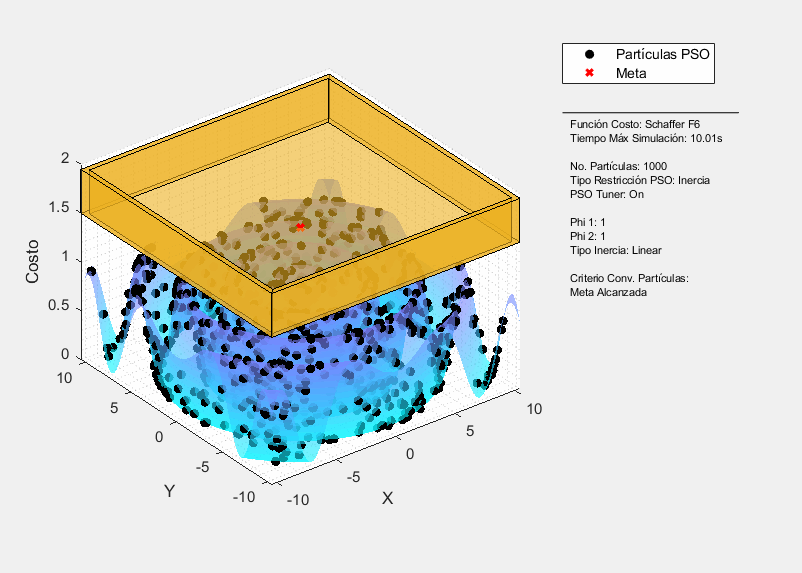 Partículas PSO
Meta
Función Costo: Schaffer F6
Tiempo Máx Simulación: 10.01s
No. Partículas: 1000
Tipo Restricción PSO: Inercia
PSO Tuner: On
Phi 1: 1
Phi 2: 1
Tipo Inercia: Linear
Criterio Conv. Partículas:
Meta Alcanzada
2
1.5
1
0.5
0
Costo
10
5
0
-5
-10
Y
-10
-5
0
5
10
X